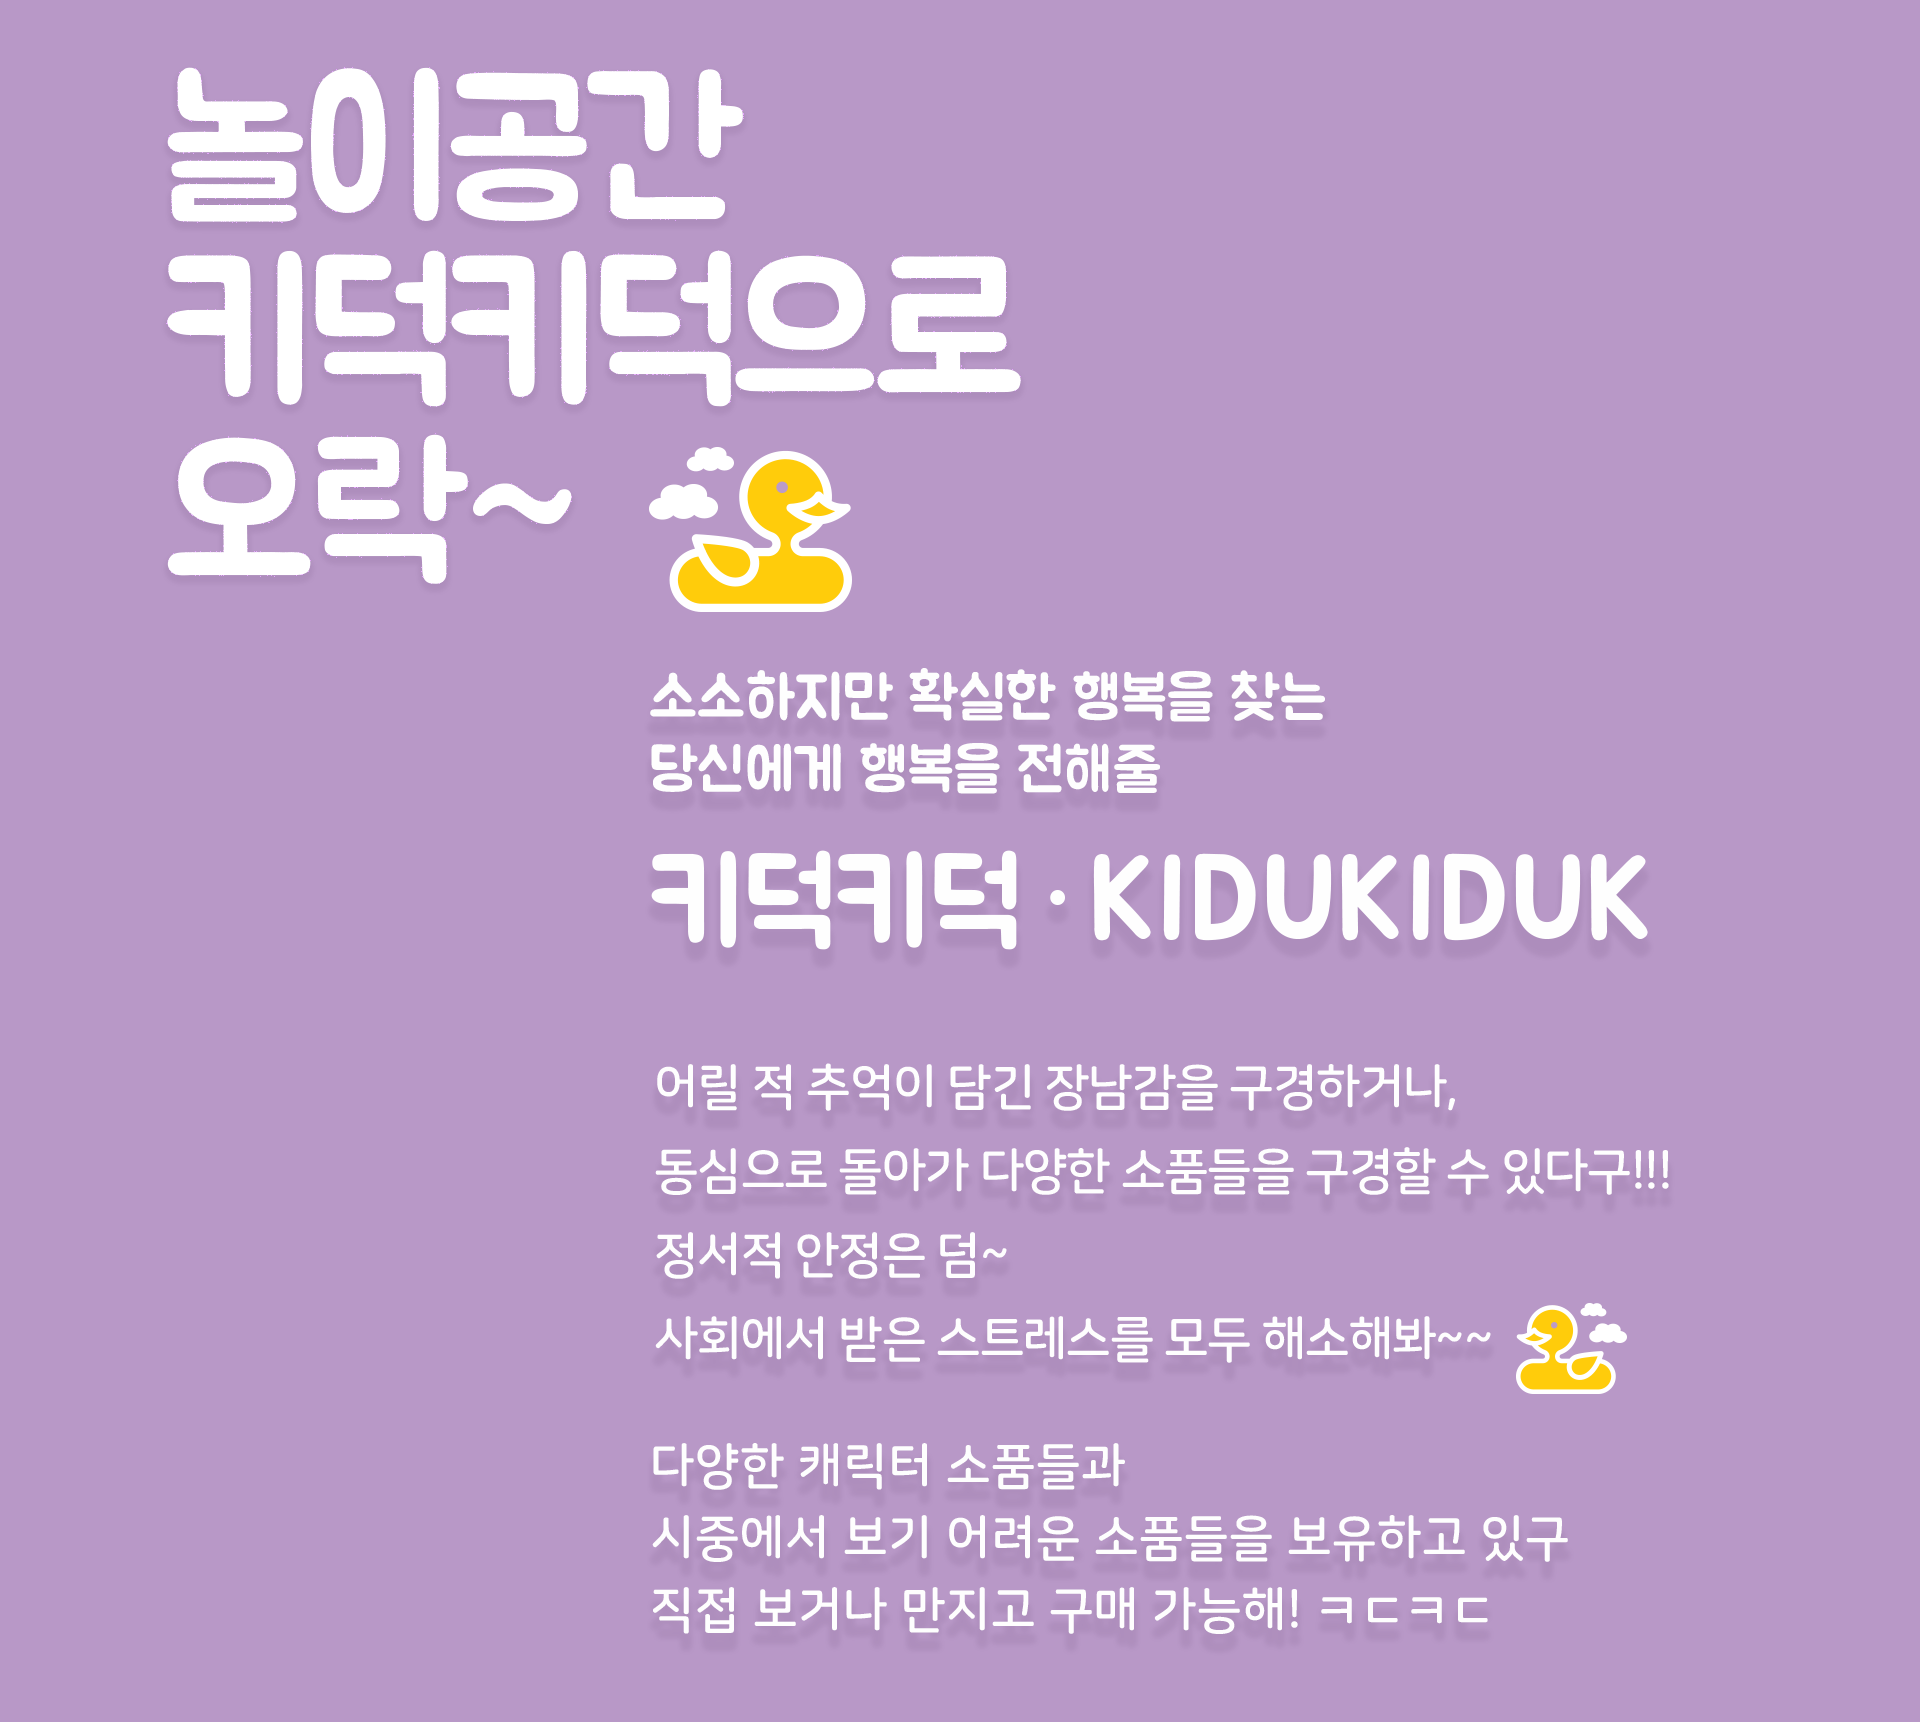 놀이공간
키덕키덕으로
오락~
소소하지만 확실한 행복을 찾는
당신에게 행복을 전해줄
키덕키덕 · KIDUKIDUK
어릴 적 추억이 담긴 장남감을 구경하거나,
동심으로 돌아가 다양한 소품들을 구경할 수 있다구!!!
정서적 안정은 덤~
사회에서 받은 스트레스를 모두 해소해봐~~
다양한 캐릭터 소품들과
시중에서 보기 어려운 소품들을 보유하고 있구
직접 보거나 만지고 구매 가능해! ㅋㄷㅋㄷ